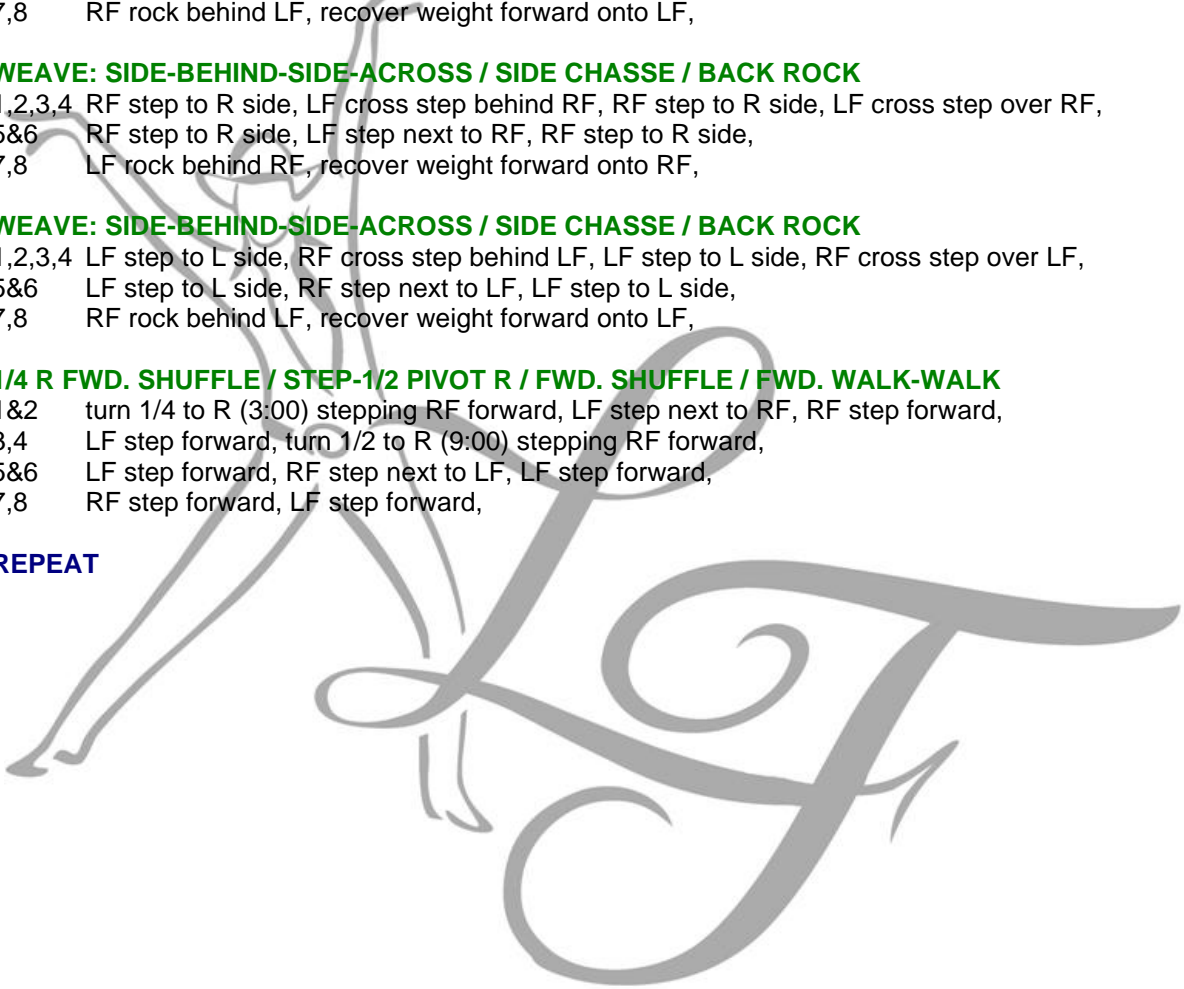 7,8 RF rock behind LF, recover weight forward onto LF,
WEAVE: SIDE-BEHIND-SIDE-ACROSS / SIDE CHASSE / BACK ROCK
1,2,3,4 RF step to R side, LF cross step behind RF, RF step to R side, LF cross step over RF,
5&6 RF step to R side, LF step next to RF, RF step to R side,
7,8 LF rock behind RF, recover weight forward onto RF,
WEAVE: SIDE-BEHIND-SIDE-ACROSS / SIDE CHASSE / BACK ROCK
1,2,3,4 LF step to L side, RF cross step behind LF, LF step to L side, RF cross step over LF,
5&6 LF step to L side, RF step next to LF, LF step to L side,
7,8 RF rock behind LF, recover weight forward onto LF,
1/4 R FWD. SHUFFLE / STEP-1/2 PIVOT R / FWD. SHUFFLE / FWD. WALK-WALK
1&2 turn 1/4 to R (3:00) stepping RF forward, LF step next to RF, RF step forward,
3,4 LF step forward, turn 1/2 to R (9:00) stepping RF forward,
5&6 LF step forward, RF step next to LF, LF step forward,
7,8 RF step forward, LF step forward,
REPEAT
LF